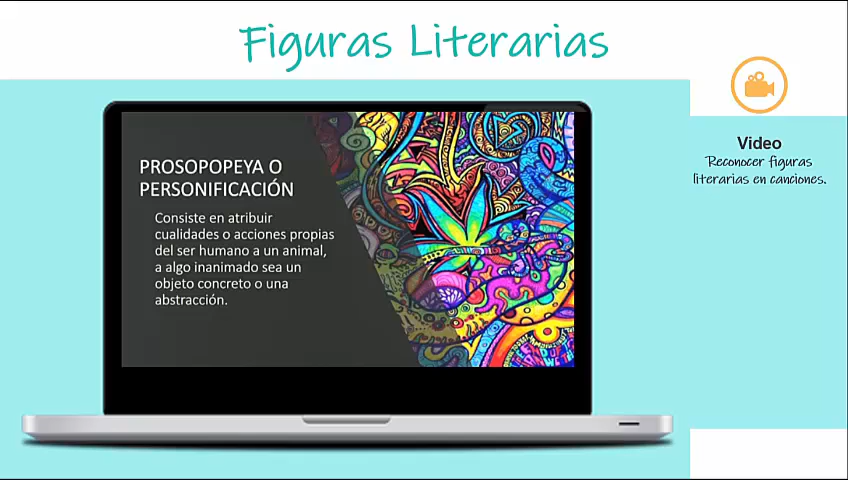 Figuras Literarias
PROSOPOPEYA O
PERSONIFICACIÓN
Consiste en atribuir
cualidades o acciones propias
del ser humano a un animal,
a algo inanimado sea un
objeto concreto o una
abstracción.
Video
Reconocer figuras
literarias en canciones.